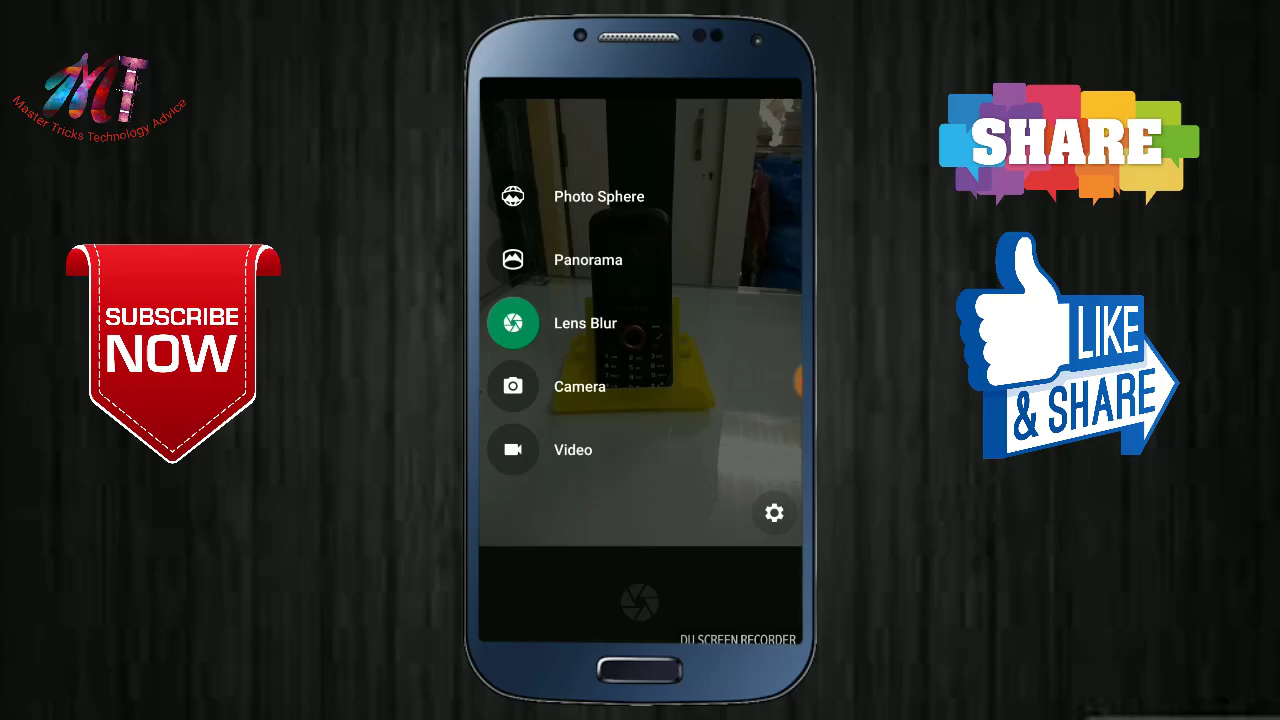 MT
Master Tricks Technology Advice
SUBSCRIBE
NOW
Photo Sphere
Panorama
Lens Blur
Camera
Video
DU SCREEN RECORDER
SHARE
LIKE
& SHARE